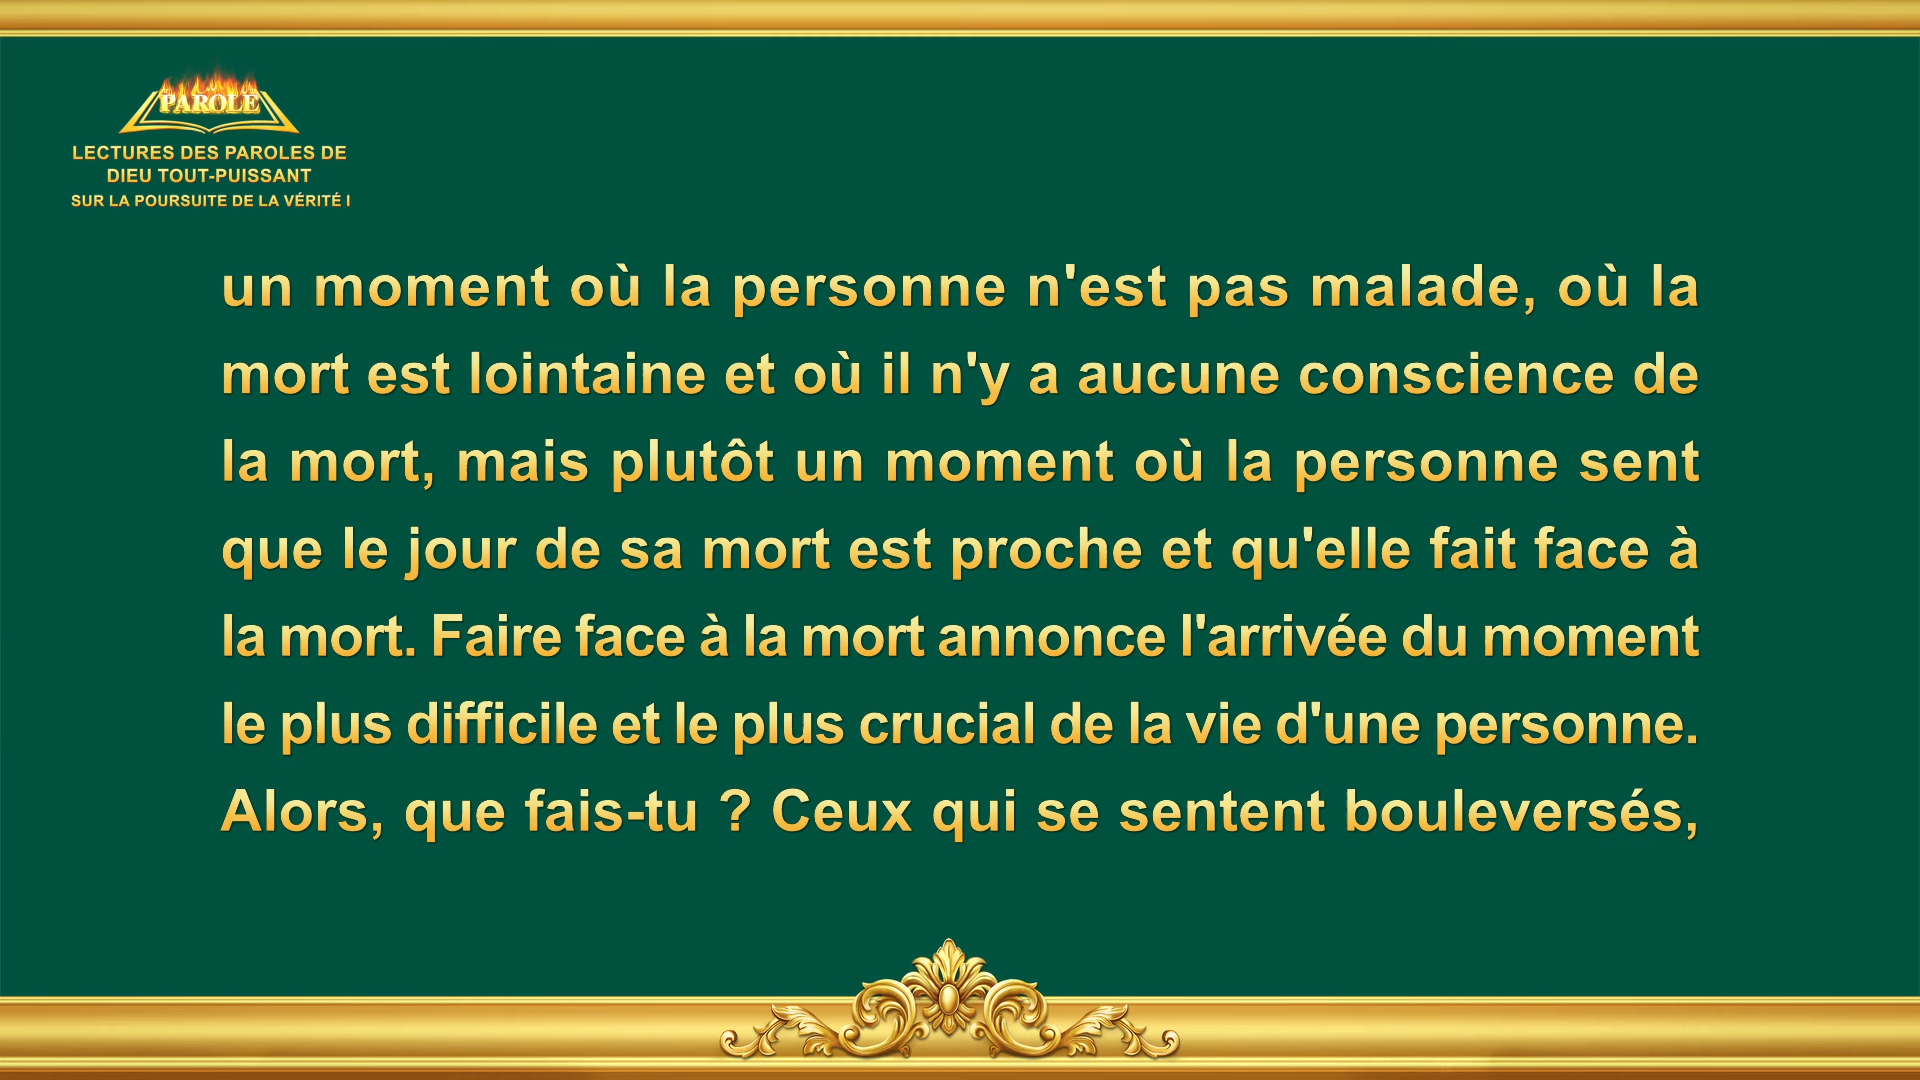 PAROLE
LECTURES DES PAROLES DE
DIEU TOUT-PUISSANT
SUR LA POURSUITE DE LA VÉRITÉ I
un moment où la personne n'est pas malade, où la
mort est lointaine et où il n'y a aucune conscience de
la mort, mais plutôt un moment où la personne sent
que le jour de sa mort est proche et qu'elle fait face à
la mort. Faire face à la mort annonce l'arrivée du moment
le plus difficile et le plus crucial de la vie d'une personne.
Alors, que fais-tu ? Ceux qui se sentent bouleversés,